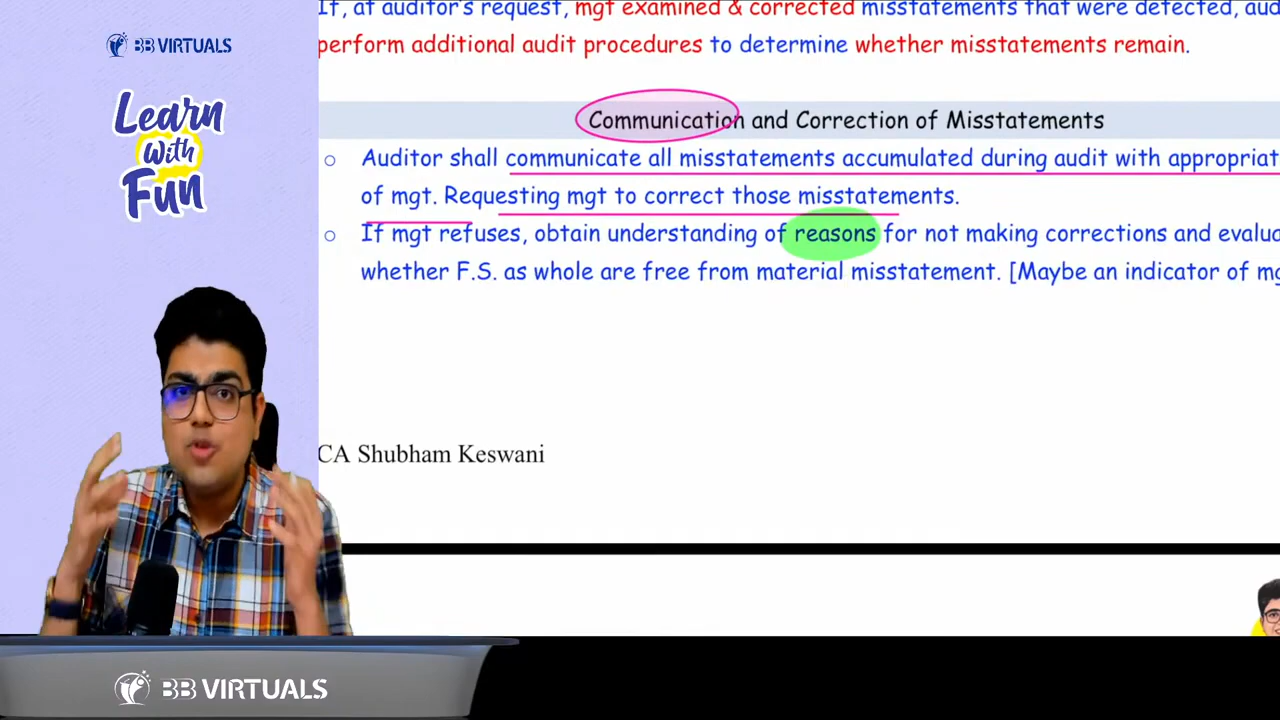 If, at auditor's request, mgt examined & corrected misstatements that were detected,
perform additional audit procedures to determine whether misstatements remain.
BB VIRTUALS
Learn
With
Fun
Communication and Correction of Misstatements
o Auditor shall communicate all misstatements accumulated during audit with
of mgt. Requesting mgt to correct those misstatements.
o If mgt refuses, obtain understanding of reasons for not making corrections and
whether F.S. as whole are free from material misstatement. [Maybe an indicator of
CA Shubham Keswani
BB VIRTUALS